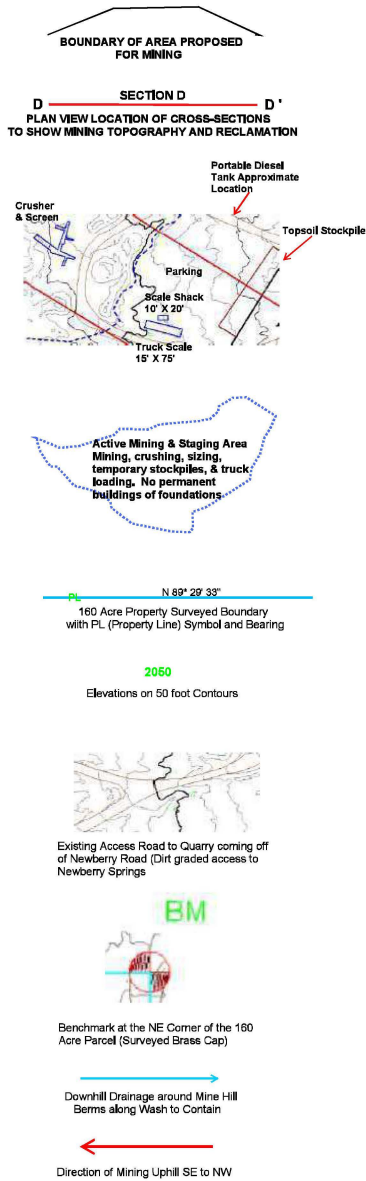 BOUNDARY OF AREA PROPOSED
FOR MINING
SECTION D
D D'
PLAN VIEW LOCATION OF CROSS-SECTIONS
TO SHOW MINING TOPOGRAPHY AND RECLAMATION
Portable Diesel
Tank Approximate
Location
Crusher
& Screen
Topsoil Stockpile
Parking
Scale Shack
10' X 20'
Truck Scale
15' X 75'
Active Mining & Staging Area
Mining, crushing, sizing,
temporary stockpiles, & truck
loading. No permanent
buildings of foundations
N 89° 29' 33"
PL
160 Acre Property Surveyed Boundary
wiith PL (Property Line) Symbol and Bearing
2050
Elevations on 50 foot Contours
Existing Access Road to Quarry coming off
of Newberry Road (Dirt graded access to
Newberry Springs
BM
Benchmark at the NE Corner of the 160
Acre Parcel (Surveyed Brass Cap)
Downhill Drainage around Mine Hill
Berms along Wash to Contain
Direction of Mining Uphill SE to NW